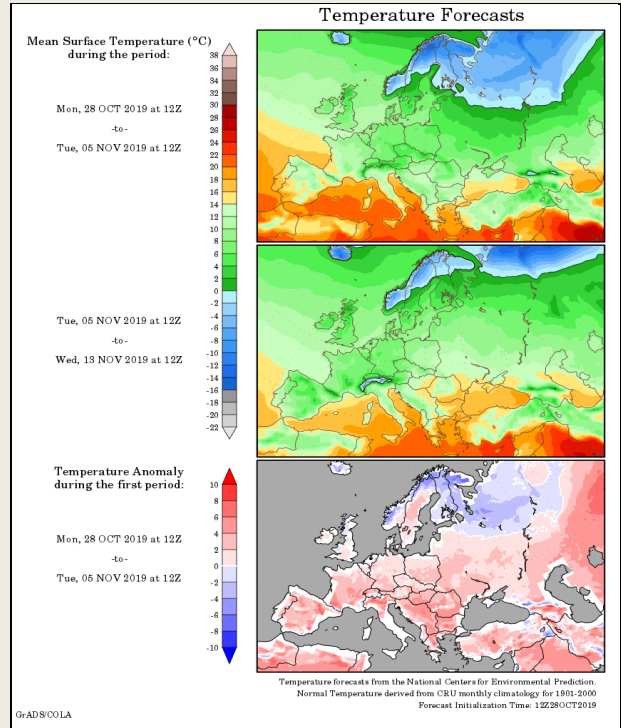 Temperature Forecasts
Mean Surface Temperature (°C)
during the period:
Mon, 28 OCT 2019 at 12Z
-to-
Tue, 05 NOV 2019 at 12Z
38
36
34
32
30
28
26
24
22
20
18
16
14
12
10
8
6
4
2
0
-2
-4
-6
-8
-10
-12
-14
-16
-18
-20
-22
Tue, 05 NOV 2019 at 12Z
-to-
Wed, 13 NOV 2019 at 12Z
Temperature Anomaly
during the first period:
Mon, 28 OCT 2019 at 12Z
-to-
Tue, 05 NOV 2019 at 12Z
10
8
6
4
2
0
-2
-4
-6
-8
-10
Temperature forecasts from the National Centers for Environmental Prediction.
Normal Temperature derived from CRU monthly climatology for 1901-2000
Forecast Initialization Time: 12Z28OCT2019
GrADS/COLA